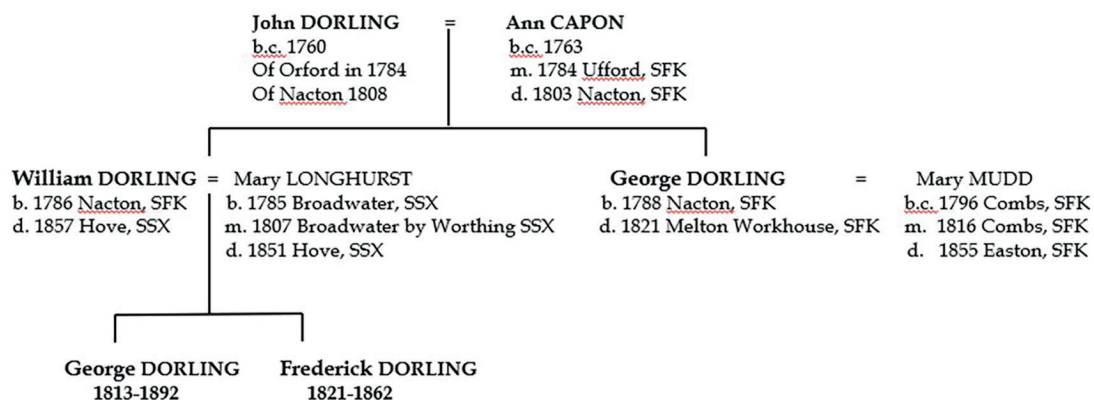 John DORLING = Ann CAPON
b.c. 1760 b.c. 1763
Of Orford in 1784 m. 1784 Ufford, SFK
Of Nacton 1808 d. 1803 Nacton, SFK
William DORLING = Mary LONGHURST George DORLING = Mary MUDD
b. 1786 Nacton, SFK b. 1785 Broadwater, SSX b. 1788 Nacton, SFK b.c. 1796 Combs, SFK
d. 1857 Hove, SSX m. 1807 Broadwater by Worthing SSX d. 1821 Melton Workhouse, SFK m. 1816 Combs, SFK
d. 1851 Hove, SSX d. 1855 Easton, SFK
George DORLING Frederick DORLING
1813-1892 1821-1862